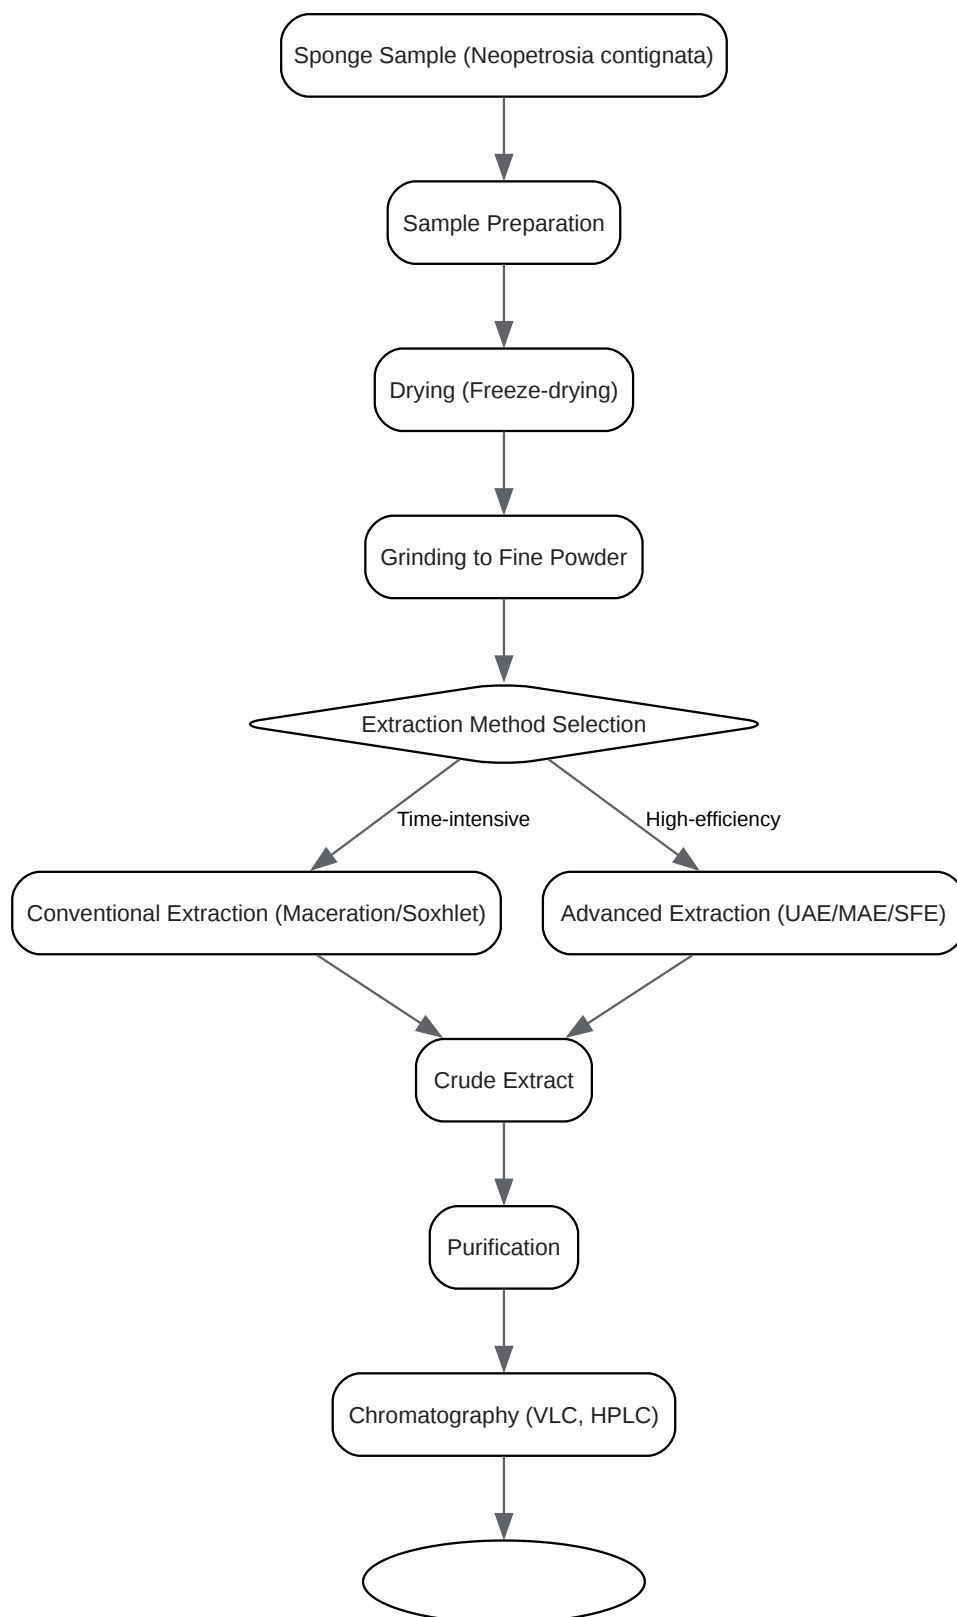 Sponge Sample (Neopetrosia contignata)
Sample Preparation
Drying (Freeze-drying)
Grinding to Fine Powder
Extraction Method Selection
Time-intensive
High-efficiency
Conventional Extraction (Maceration/Soxhlet)
Advanced Extraction (UAE/MAE/SFE)
Crude Extract
Purification
Chromatography (VLC, HPLC)